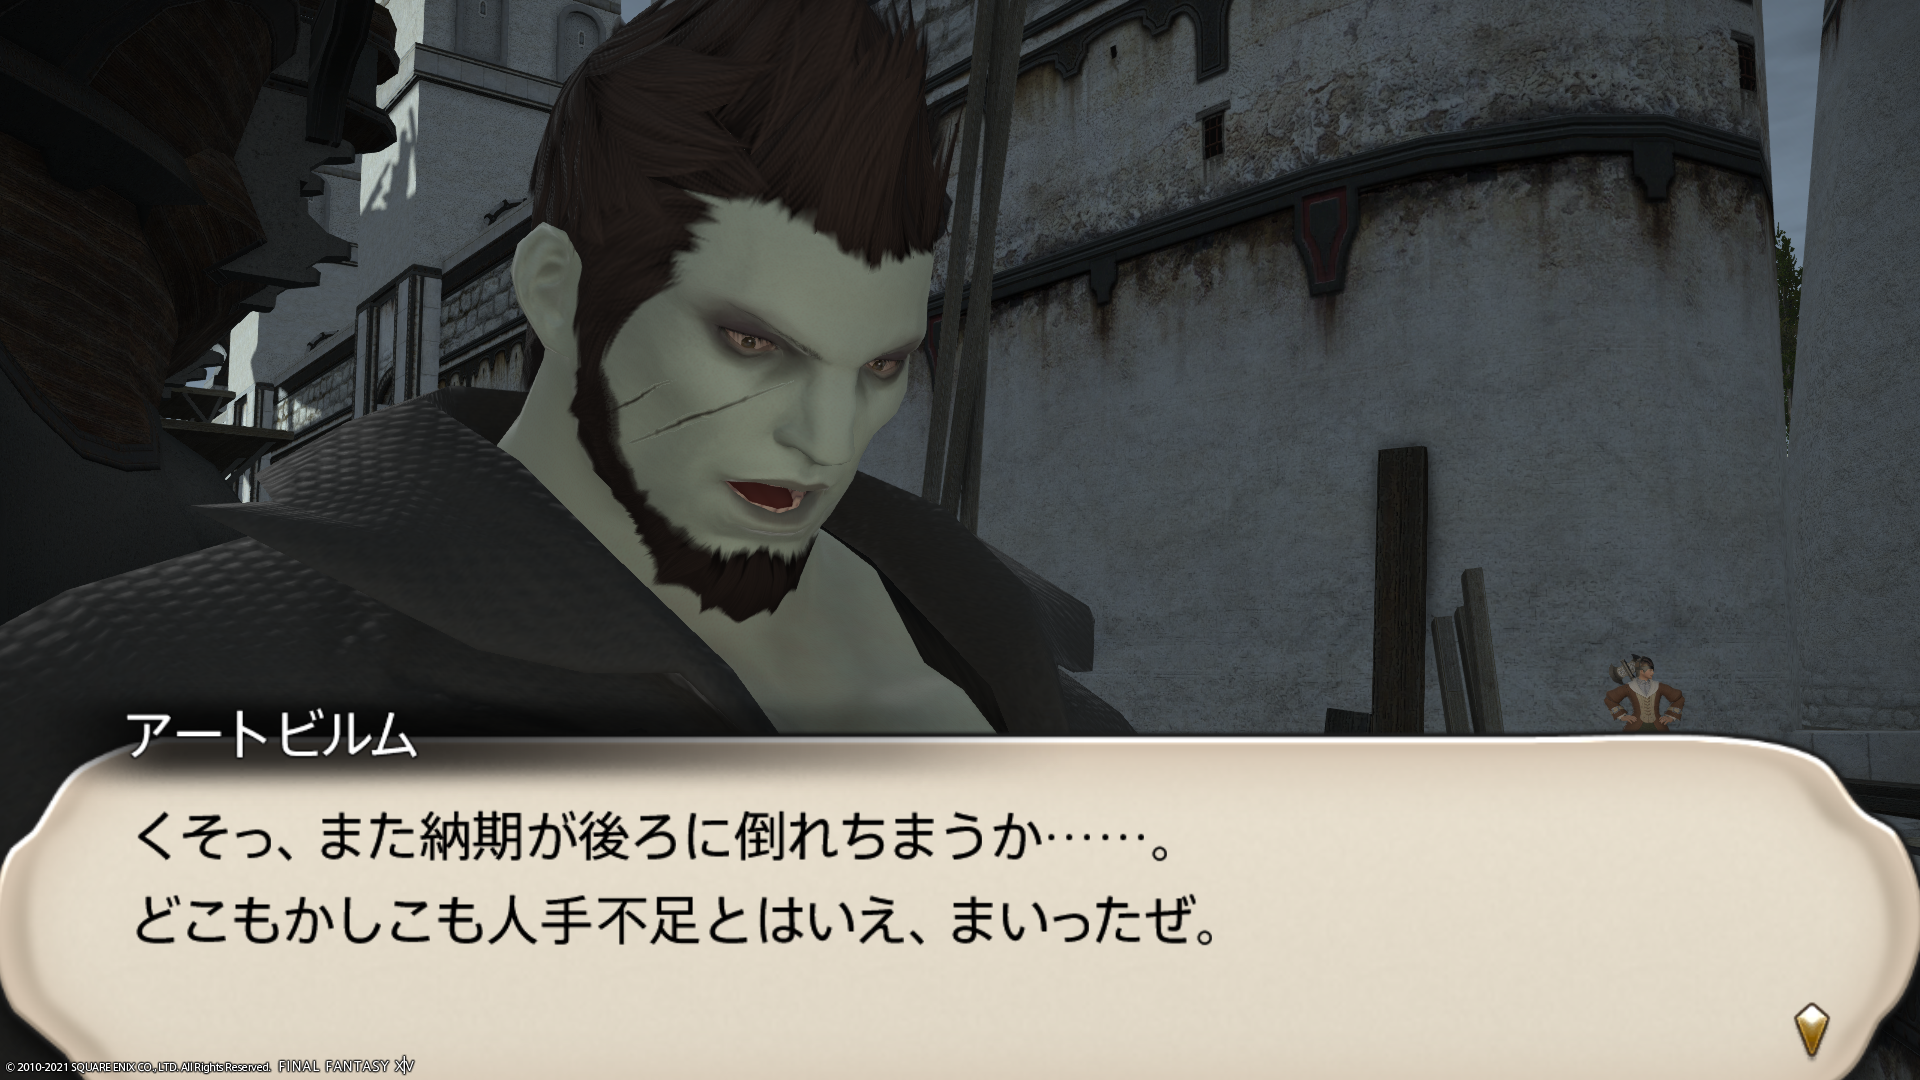 アートビルム
くそっ、また納期が後ろに倒れちまうか……。
どこもかしこも人手不足とはいえ、まいったぜ。
© 2010-2021 SQUARE ENIX CO., LTD. All Rights Reserved. FINAL FANTASY XIV